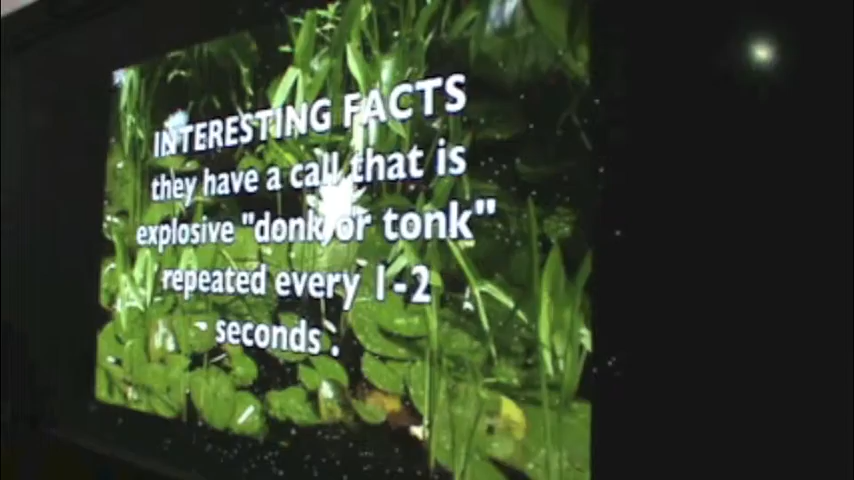 INTERESTING FACTS
they have a call that is
explosive "donk or tonk"
repeated every 1-2
seconds .